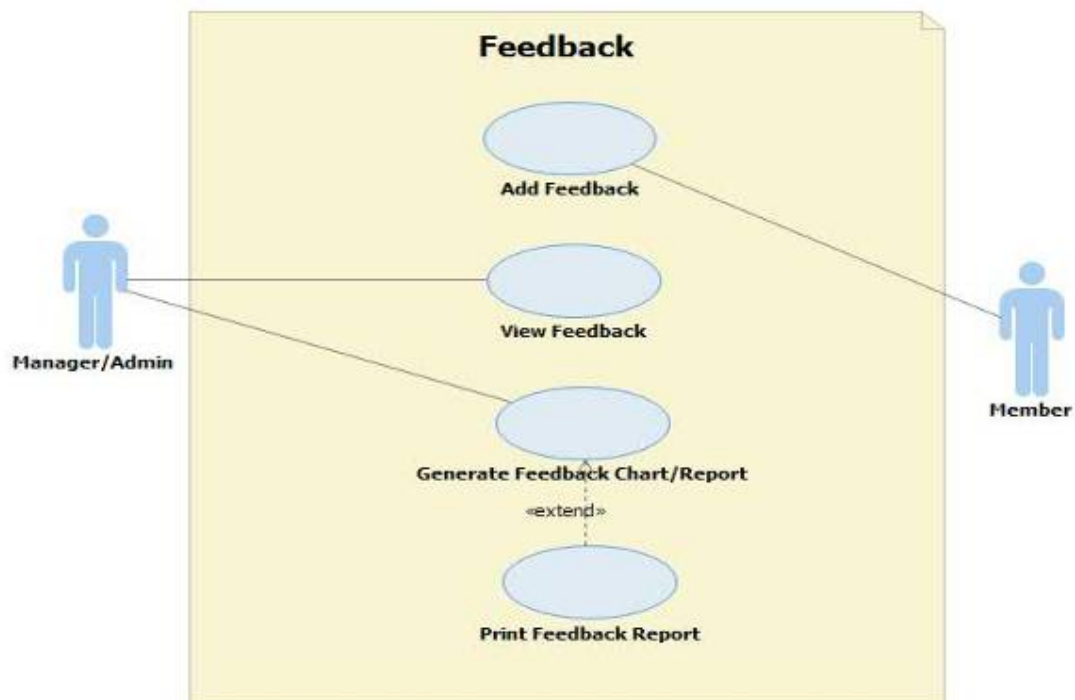 Feedback
Add Feedback
View Feedback
Manager/Admin
Member
Generate Feedback Chart/Report
«extend»
Print Feedback Report